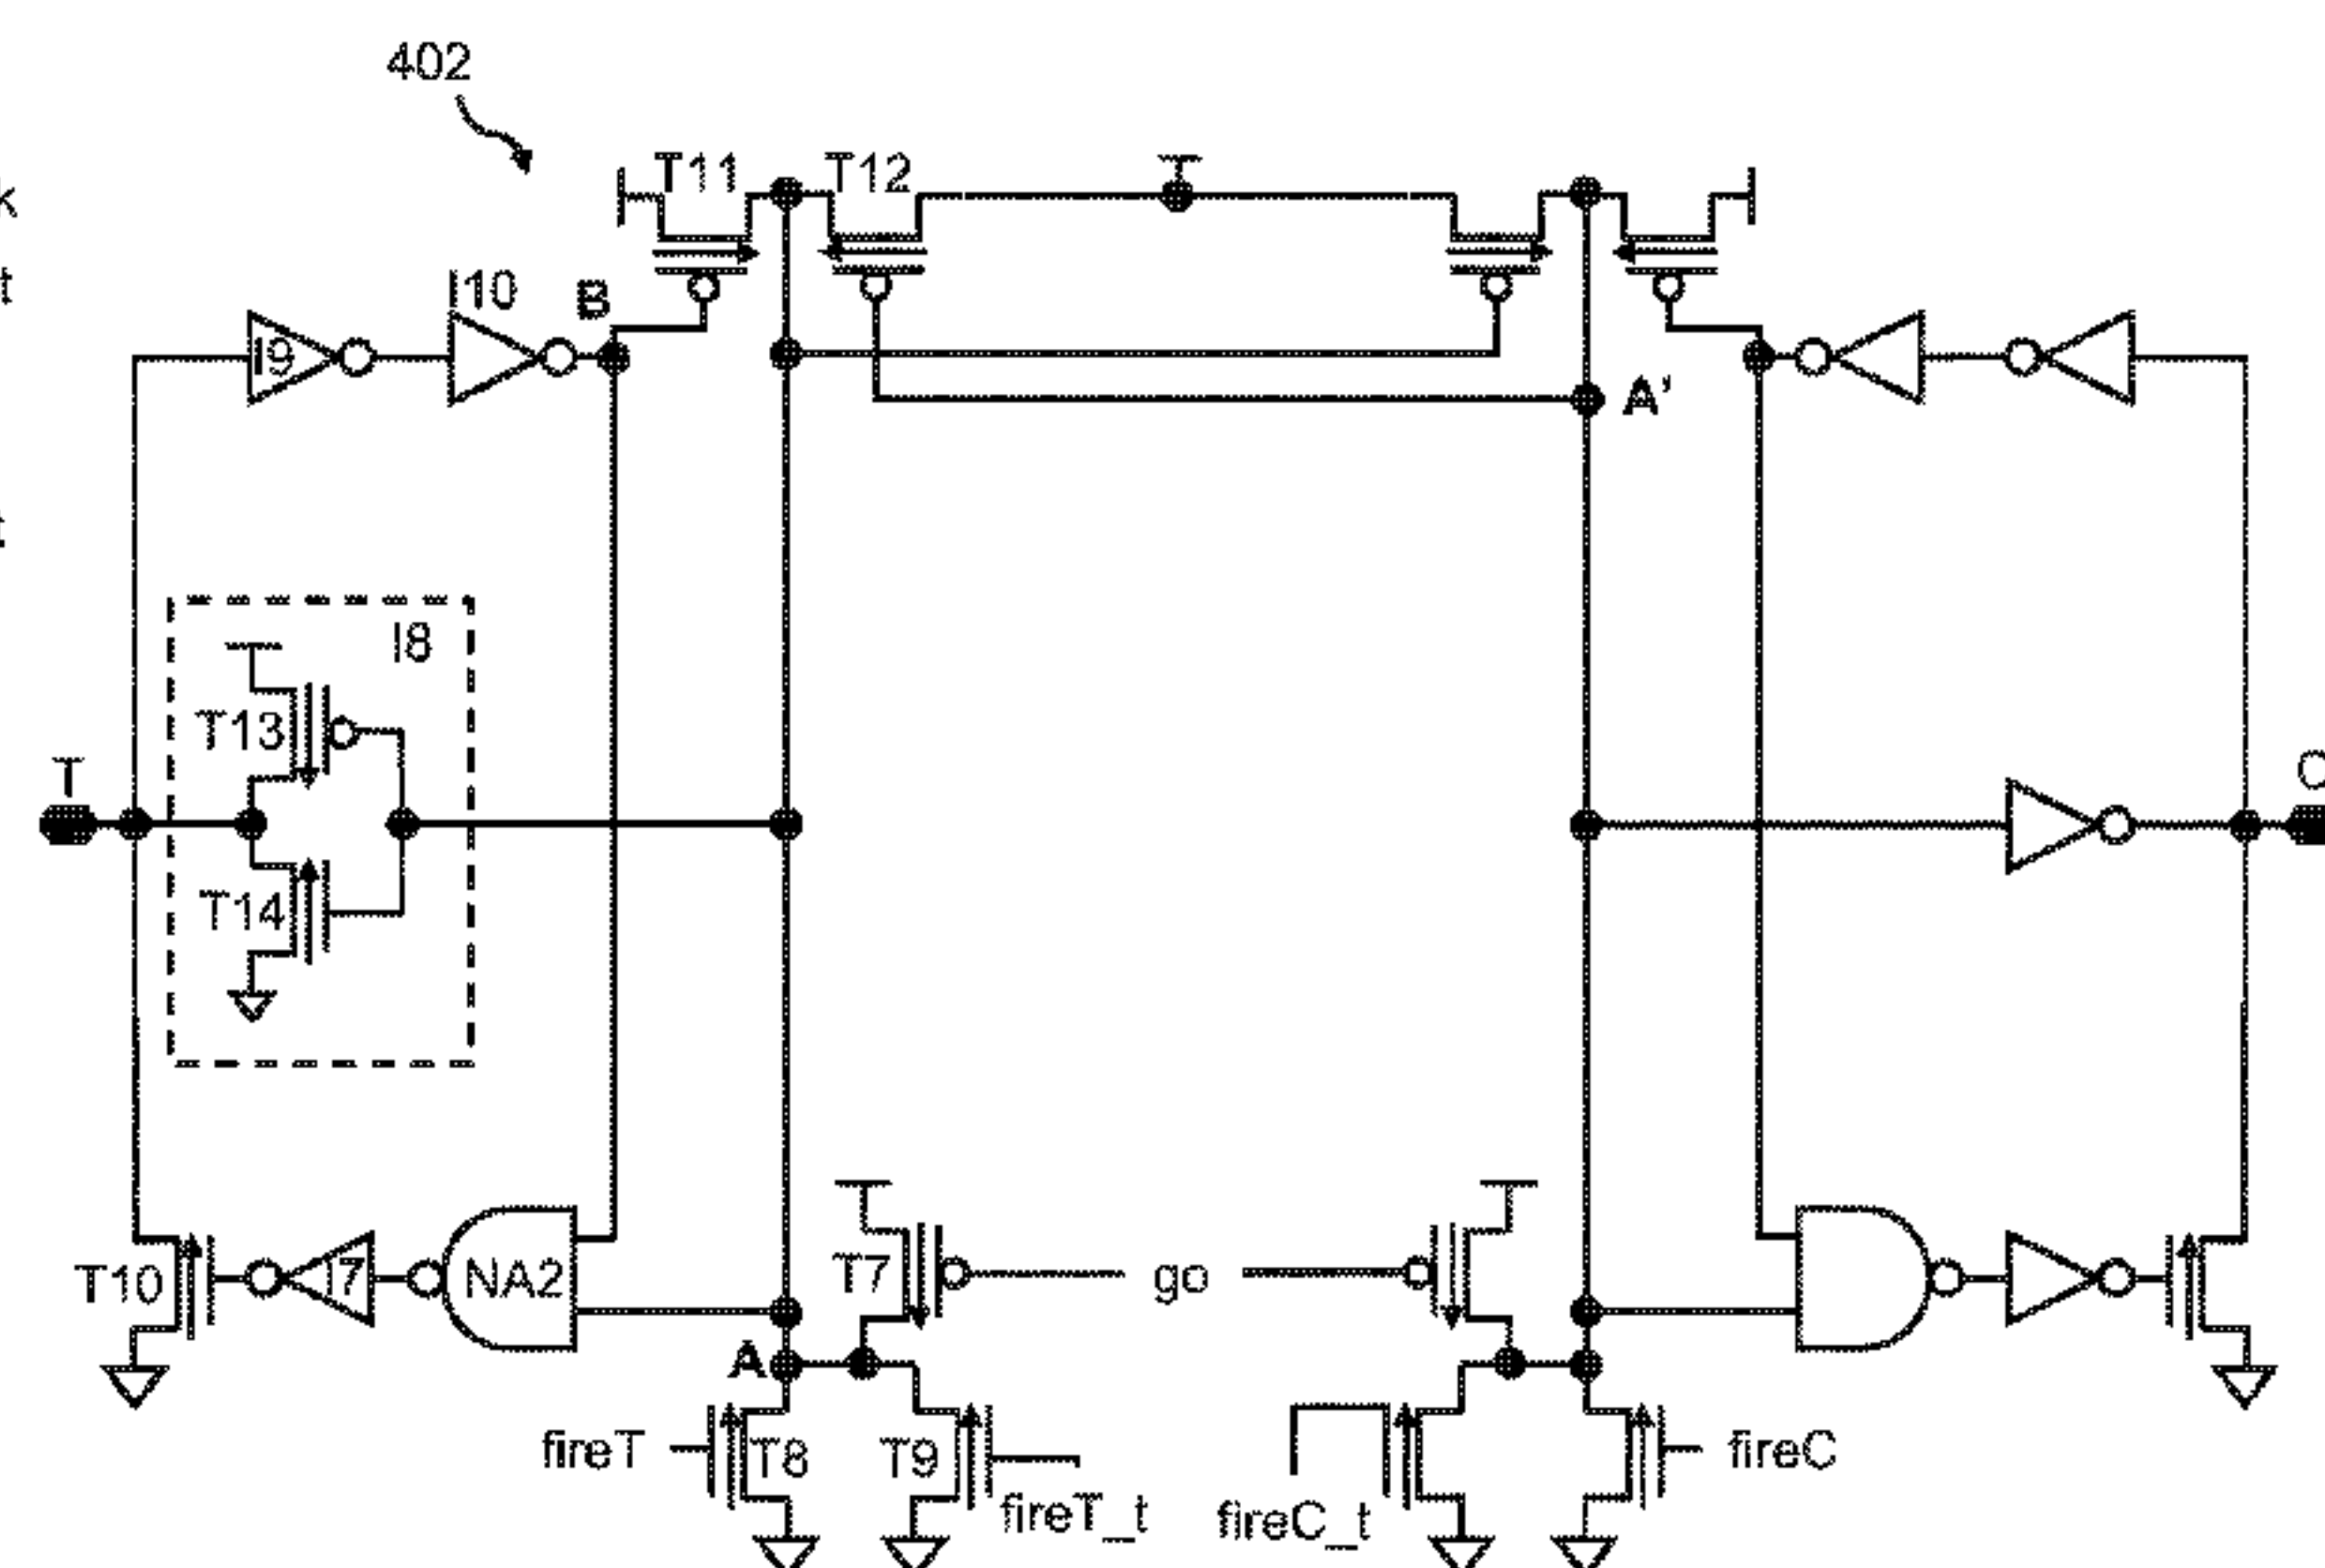 402
T11 T12
k
I10 B
t
I9
A'
I8
T13
T
T14
T10 I7 NA2 T7 go
A
fireT T8 T9 fireC
fireT_t fireC_t